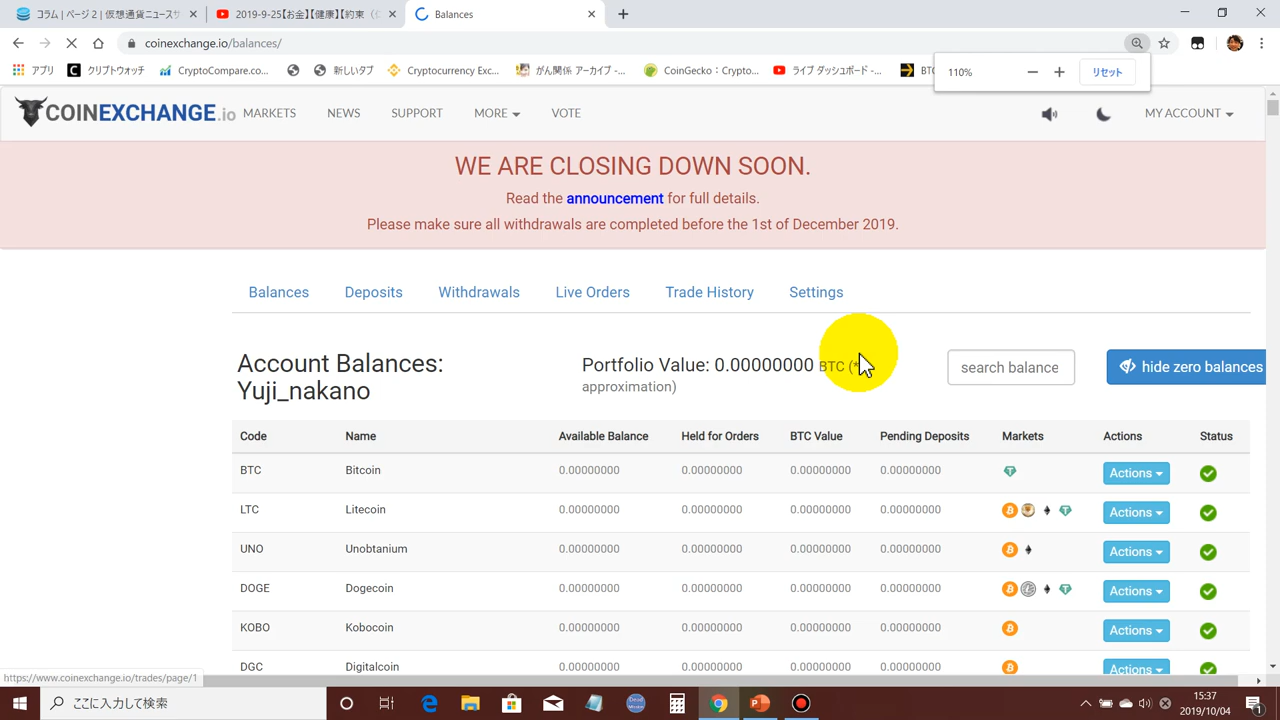 コラム | ページ 2 | 仮想通貨ニュースサ
2019-9-25【お金】【健康】【約束
Balances
coinexchange.io/balances/
アプリ
クリプトウォッチ
CryptoCompare.co...
新しいタブ
Cryptocurrency Exc...
がん関係 アーカイブ -...
CoinGecko：Crypto...
ライブ ダッシュボード -...
BTC
110%
リセット
COINEXCHANGE.io
MARKETS
NEWS
SUPPORT
MORE
VOTE
MY ACCOUNT
WE ARE CLOSING DOWN SOON.
Read the announcement for full details.
Please make sure all withdrawals are completed before the 1st of December 2019.
Balances
Deposits
Withdrawals
Live Orders
Trade History
Settings
Account Balances:
Yuji_nakano
Portfolio Value: 0.00000000 BTC (*
approximation)
search balance
hide zero balances
Code Name Available Balance Held for Orders BTC Value Pending Deposits Markets Actions Status
BTC Bitcoin 0.00000000 0.00000000 0.00000000 0.00000000 Actions
LTC Litecoin 0.00000000 0.00000000 0.00000000 0.00000000 Actions
UNO Unobtanium 0.00000000 0.00000000 0.00000000 0.00000000 Actions
DOGE Dogecoin 0.00000000 0.00000000 0.00000000 0.00000000 Actions
KOBO Kobocoin 0.00000000 0.00000000 0.00000000 0.00000000 Actions
DGC Digitalcoin 0.00000000 0.00000000 0.00000000 0.00000000 Actions
https://www.coinexchange.io/trades/page/1
ここに入力して検索
15:37
2019/10/04
1